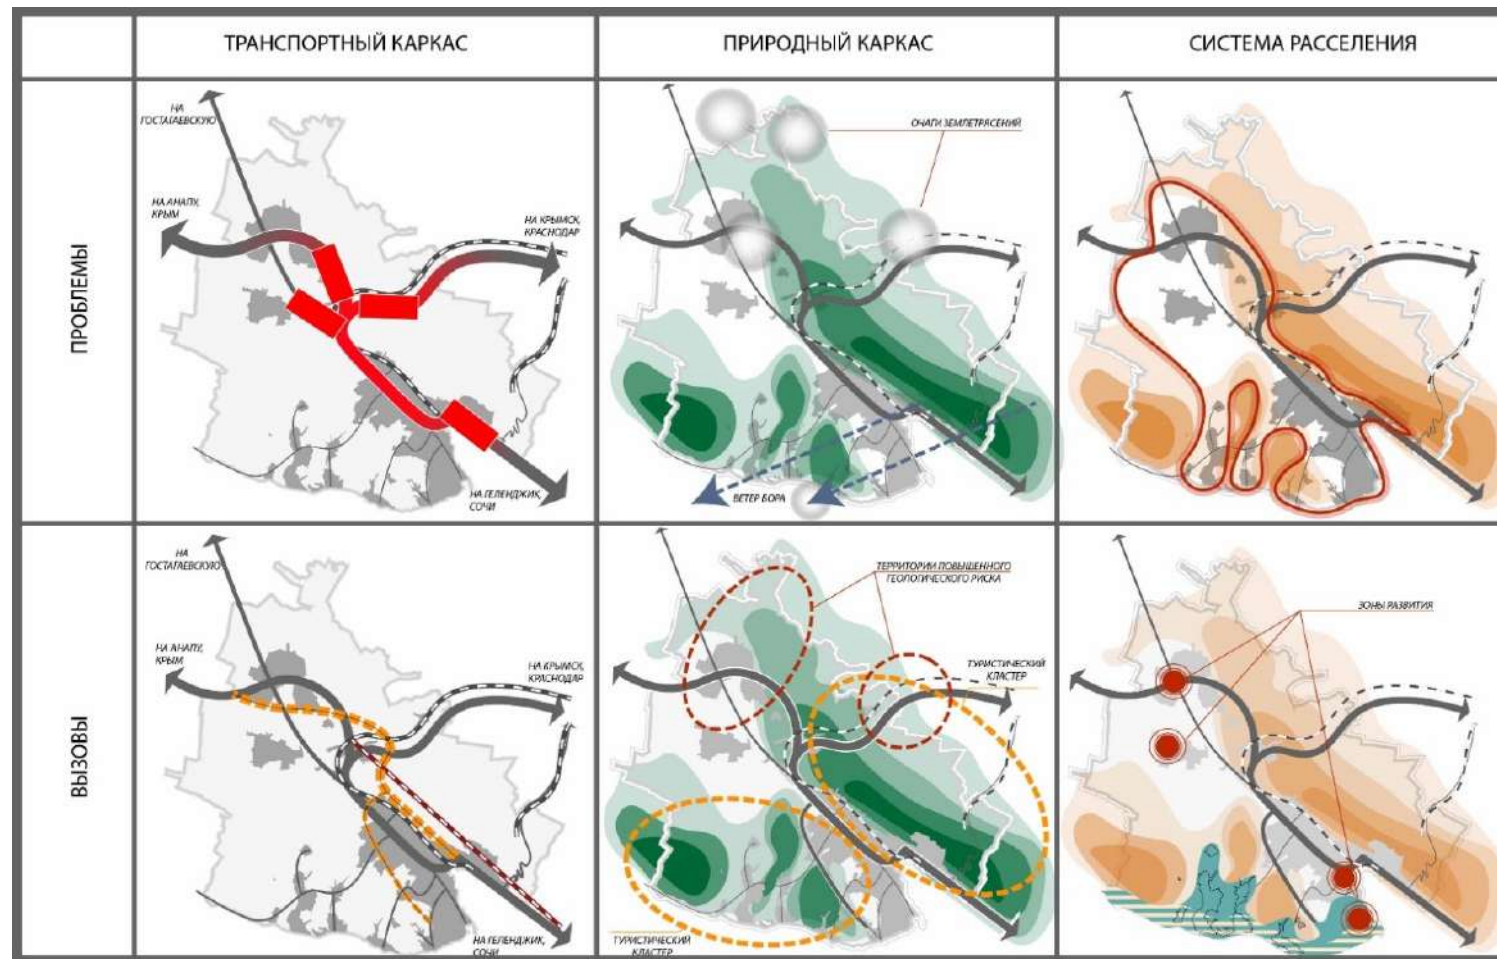 ТРАНСПОРТНЫЙ КАРКАС
ПРИРОДНЫЙ КАРКАС
СИСТЕМА РАССЕЛЕНИЯ
ПРОБЛЕМЫ
НА
ГОСТАГАЕВСКУЮ
НА АНАПУ,
КРЫМ
НА КРЫМСК,
КРАСНОДАР
НА ГЕЛЕНДЖИК,
СОЧИ
ОЧАГИ ЗЕМЛЕТРЯСЕНИЙ
ВЕТЕР БОРА
ВЫЗОВЫ
НА
ГОСТАГАЕВСКУЮ
НА АНАПУ,
КРЫМ
НА КРЫМСК,
КРАСНОДАР
НА ГЕЛЕНДЖИК,
СОЧИ
ТЕРРИТОРИИ ПОВЫШЕННОГО
ГЕОЛОГИЧЕСКОГО РИСКА
ТУРИСТИЧЕСКИЙ
КЛАСТЕР
ТУРИСТИЧЕСКИЙ
КЛАСТЕР
ЗОНЫ РАЗВИТИЯ